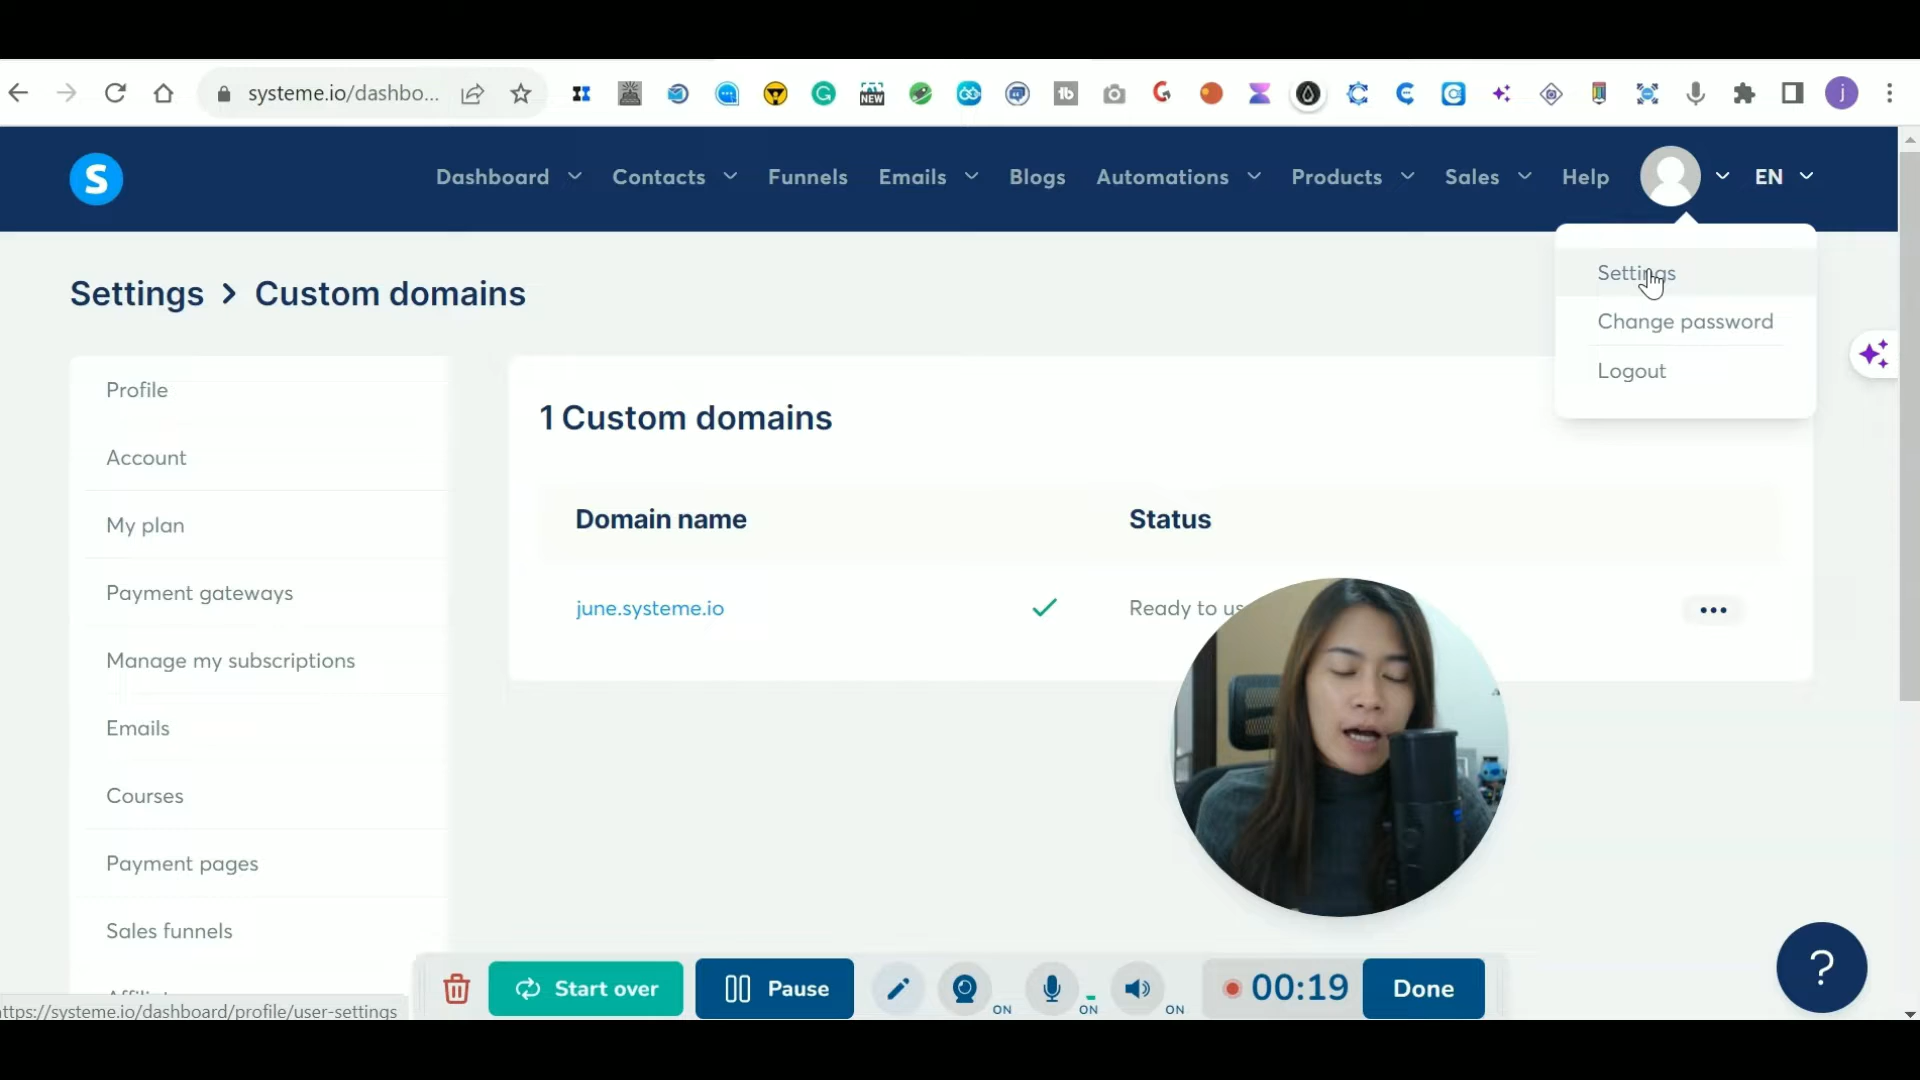 systeme.io/dashbo...
NEW
tb
j
S
Dashboard
Contacts
Funnels
Emails
Blogs
Automations
Products
Sales
Help
EN
Settings
Change password
Logout
Settings > Custom domains
Profile
Account
My plan
Payment gateways
Manage my subscriptions
Emails
Courses
Payment pages
Sales funnels
1 Custom domains
Domain name Status
june.systeme.io Ready to us
?
Start over
Pause
ON
ON
ON
00:19
Done
ttps://systeme.io/dashboard/profile/user-settings